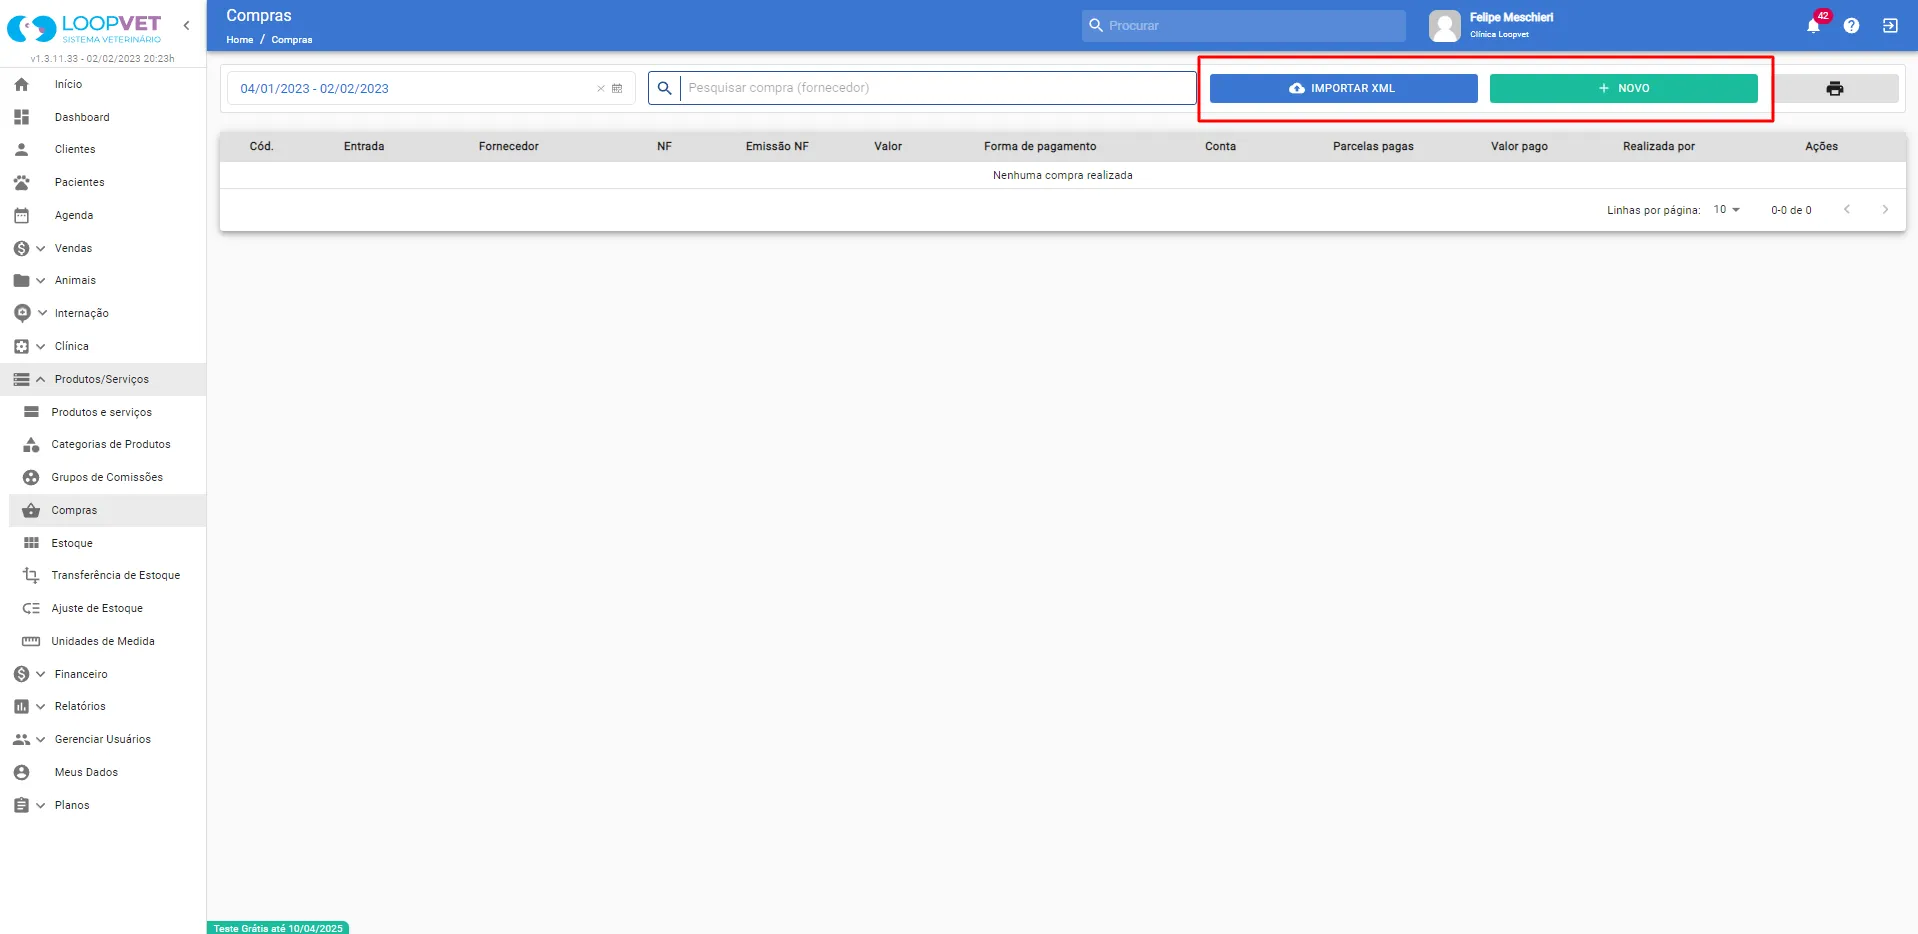 LOOPVET
SISTEMA VETERINÁRIO
v1.3.11.33 - 02/02/2023 20:23h
Início
Dashboard
Clientes
Pacientes
Agenda
Vendas
Animais
Internação
Clínica
Produtos/Serviços
Produtos e serviços
Categorias de Produtos
Grupos de Comissões
Compras
Estoque
Transferência de Estoque
Ajuste de Estoque
Unidades de Medida
Financeiro
Relatórios
Gerenciar Usuários
Meus Dados
Planos
Compras
Home / Compras
Procurar
Felipe Meschieri
Clínica Loopvet
42
04/01/2023 - 02/02/2023
Pesquisar compra (fornecedor)
IMPORTAR XML
+ NOVO
Cód. Entrada Fornecedor NF Emissão NF Valor Forma de pagamento Conta Parcelas pagas Valor pago Realizada por Ações
Nenhuma compra realizada
Linhas por página: 10 0-0 de 0
Teste Grátis até 10/04/2025